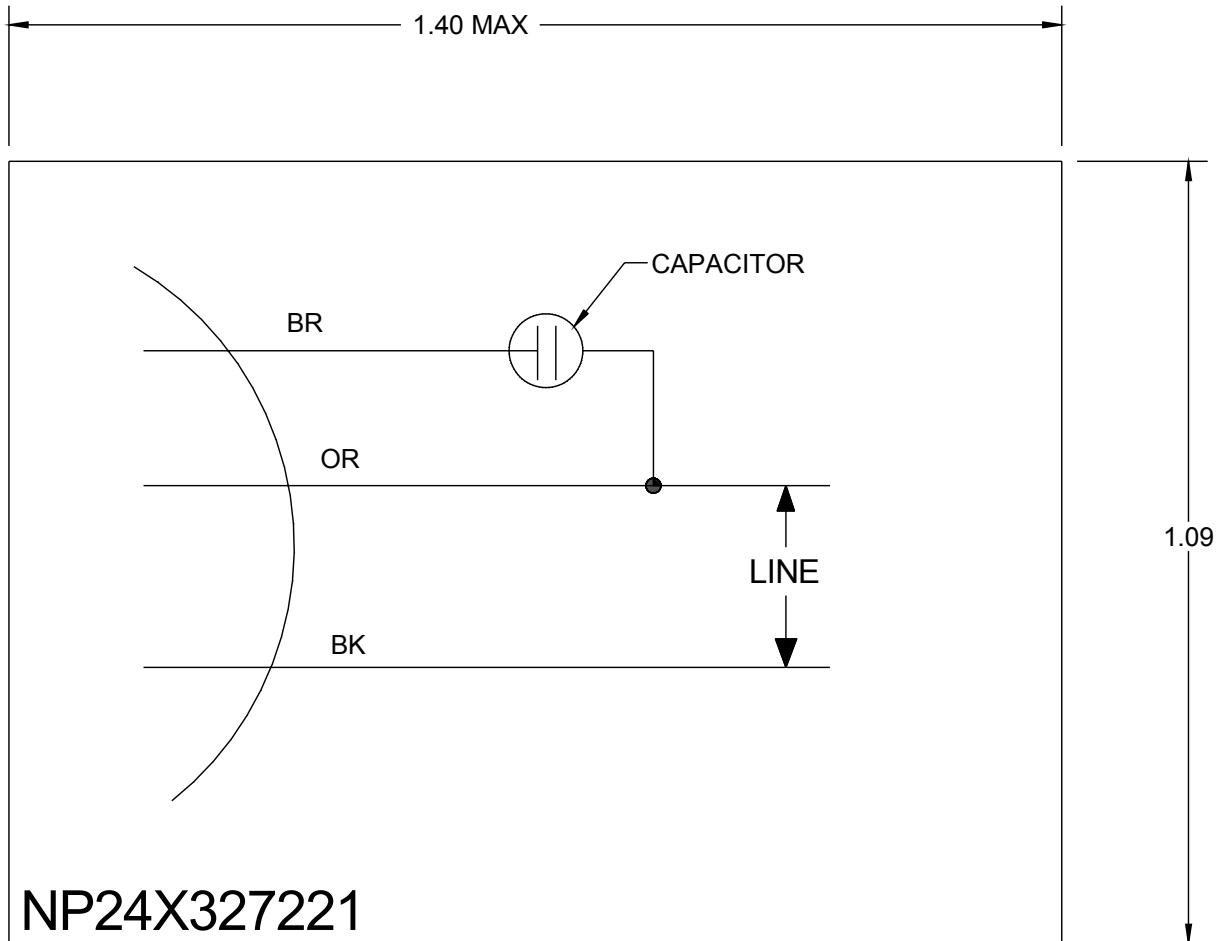 1.40 MAX
CAPACITOR
BR
OR
1.09
LINE
BK
NP24X327221